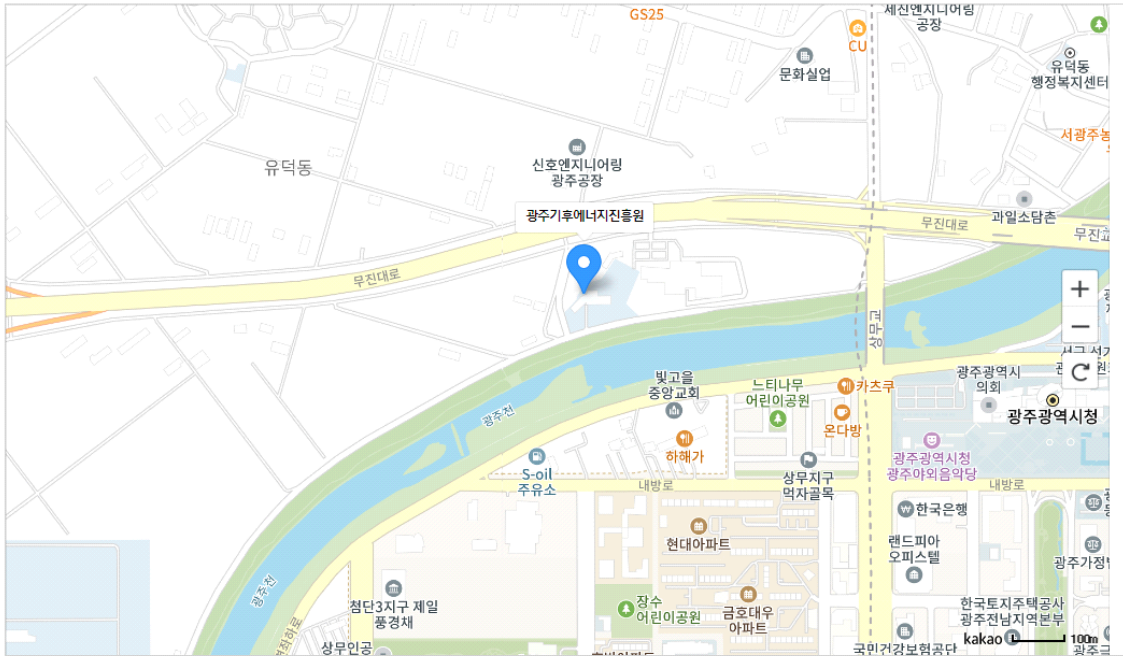 GS25
세진엔지니어링
공장
CU
문화실업
유덕동
행정복지센터
서광주농
신호엔지니어링
광주공장
유덕동
과일소담촌
광주기후에너지진흥원
무진대로
무진교
무진대로
+
−
상무교
광주광역시
의회
광주광역시청
빛고을
중앙교회
느티나무
어린이공원
카츠쿠
온다방
광주천
하해가
광주광역시청
광주야외음악당
S-oil
주유소
상무지구
먹자골목
내방로
내방로
한국은행
현대아파트
랜드피아
오피스텔
광주가정법
광주천
첨단3지구 제일
풍경채
장수
어린이공원
금호대우
아파트
한국토지주택공사
광주전남지역본부
kakao
100m
상무인공
국민건강보험공단